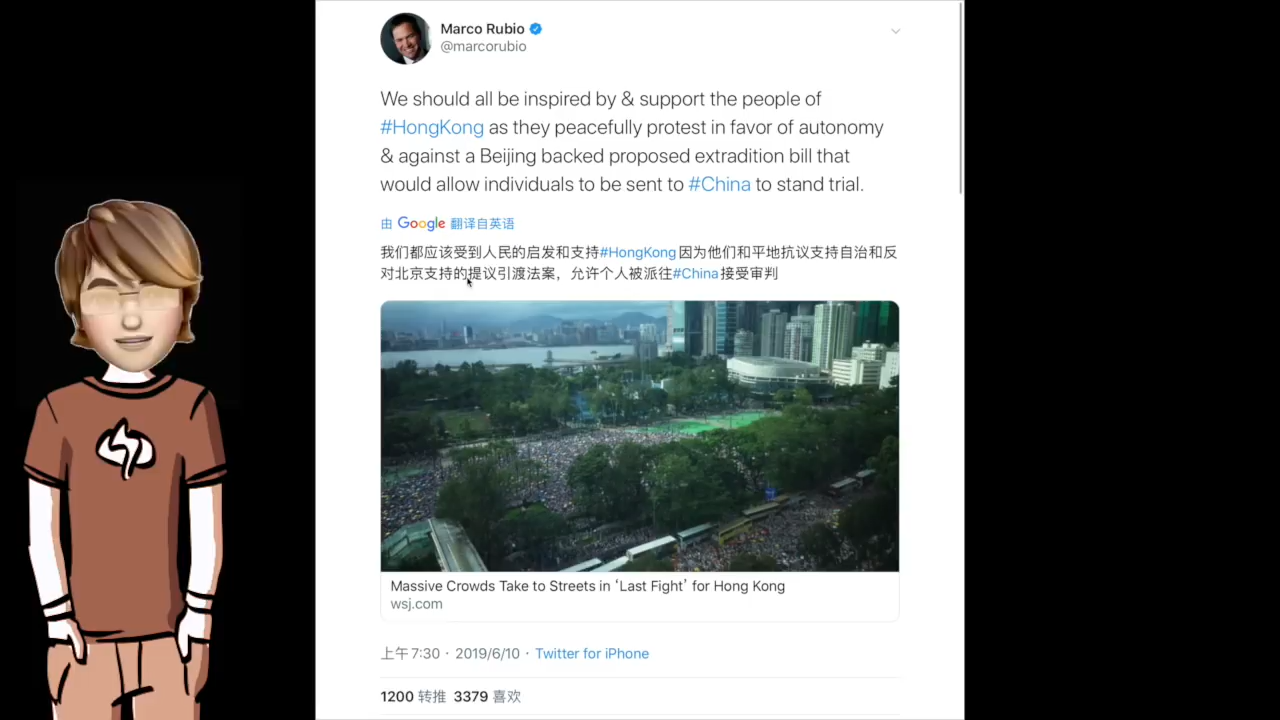 Marco Rubio
@marcorubio
We should all be inspired by & support the people of
#HongKong as they peacefully protest in favor of autonomy
& against a Beijing backed proposed extradition bill that
would allow individuals to be sent to #China to stand trial.
由 Google 翻译自英语
我们都应该受到人民的启发和支持#HongKong因为他们和平地抗议支持自治和反
对北京支持的提议引渡法案，允许个人被派往#China接受审判
Massive Crowds Take to Streets in ‘Last Fight’ for Hong Kong
wsj.com
上午 7:30 · 2019/6/10 · Twitter for iPhone
1200 转推 3379 喜欢